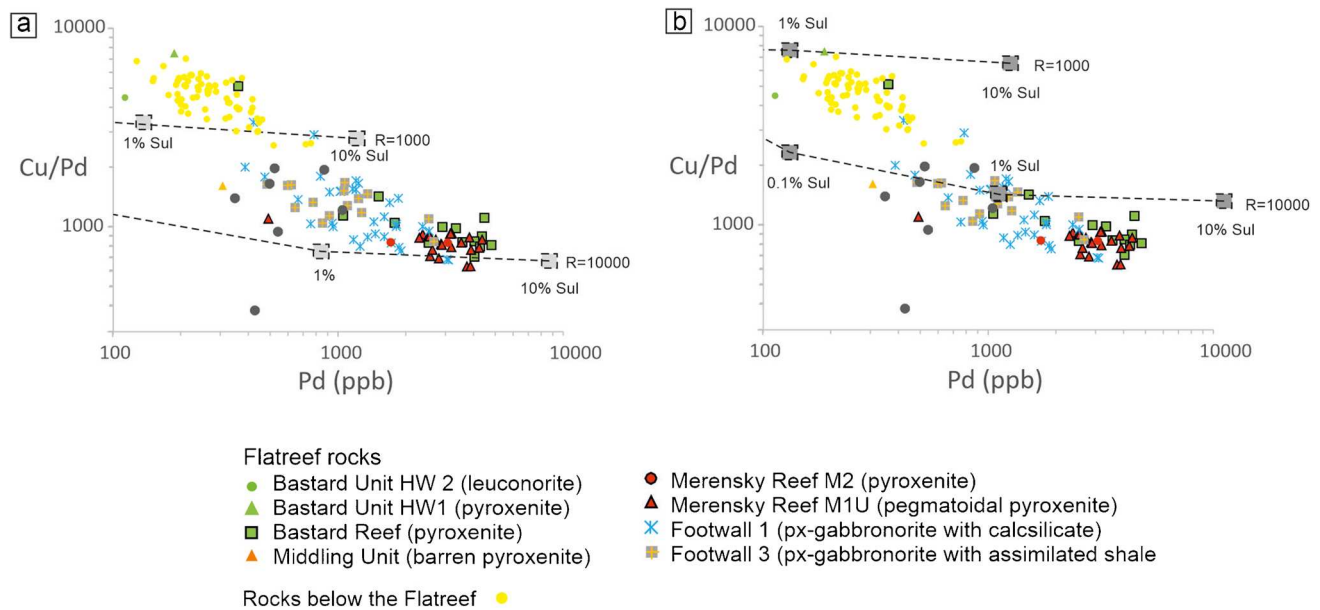 a
10000
Cu/Pd
1000
1% Sul
R=1000
10% Sul
1%
R=10000
10% Sul
100
1000
10000
Pd (ppb)
b
10000
1% Sul
R=1000
10% Sul
Cu/Pd
1% Sul
0.1% Sul
1000
R=10000
10% Sul
100
1000
10000
Pd (ppb)
Flatreef rocks
Bastard Unit HW 2 (leuconorite)
Bastard Unit HW1 (pyroxenite)
Bastard Reef (pyroxenite)
Middling Unit (barren pyroxenite)
Rocks below the Flatreef
Merensky Reef M2 (pyroxenite)
Merensky Reef M1U (pegmatoidal pyroxenite)
Footwall 1 (px-gabbronorite with calcsilicate)
Footwall 3 (px-gabbronorite with assimilated shale